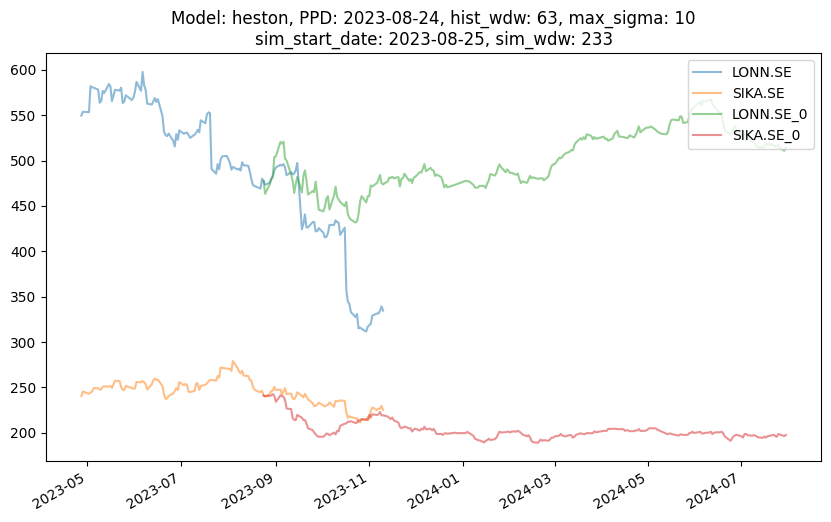 Model: heston, PPD: 2023-08-24, hist_wdw: 63, max_sigma: 10
sim_start_date: 2023-08-25, sim_wdw: 233
LONN.SE
SIKA.SE
LONN.SE_0
SIKA.SE_0
600
550
500
450
400
350
300
250
200
2023-05
2023-07
2023-09
2023-11
2024-01
2024-03
2024-05
2024-07